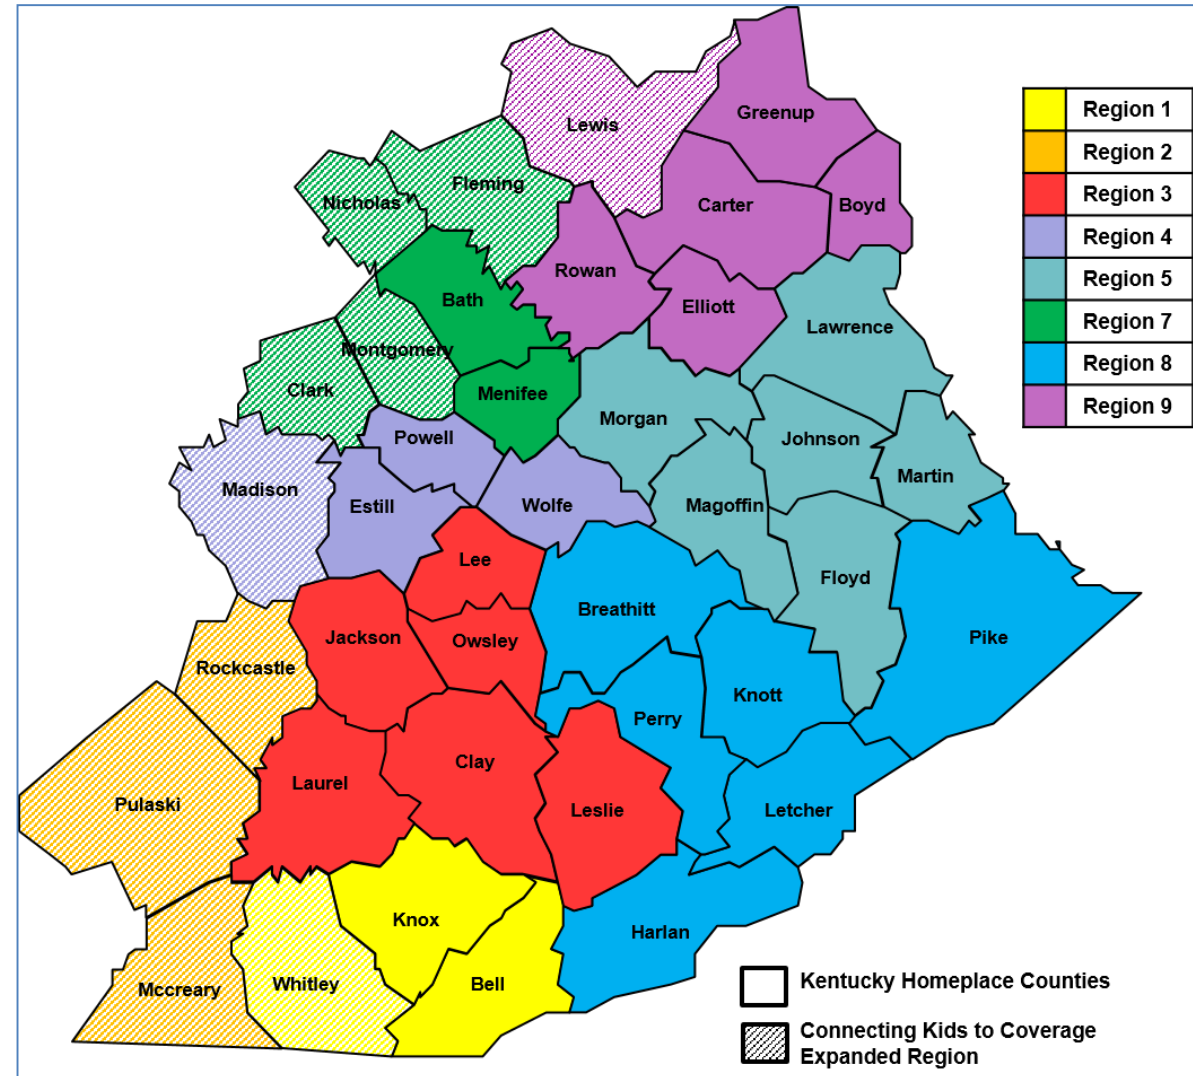 Greenup
Lewis
Region 1
Region 2
Fleming
Region 3
Nicholas
Carter
Boyd
Region 4
Rowan
Region 5
Bath
Elliott
Region 7
Lawrence
Montgomery
Region 8
Clark
Menifee
Region 9
Morgan
Powell
Johnson
Martin
Madison
Estill
Wolfe
Magoffin
Lee
Floyd
Breathitt
Jackson
Owsley
Pike
Rockcastle
Knott
Perry
Clay
Laurel
Pulaski
Leslie
Letcher
Knox
Harlan
Mccreary
Whitley
Bell
Kentucky Homeplace Counties
Connecting Kids to Coverage
Expanded Region